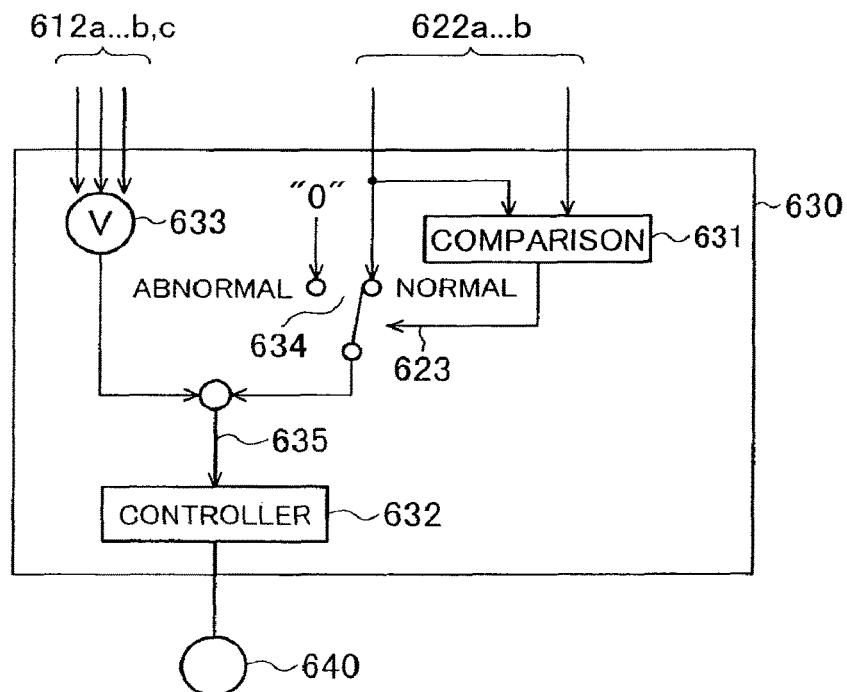 612a...b,c
622a...b
"0"
V
633
630
COMPARISON
631
ABNORMAL
NORMAL
634
623
635
CONTROLLER
632
640